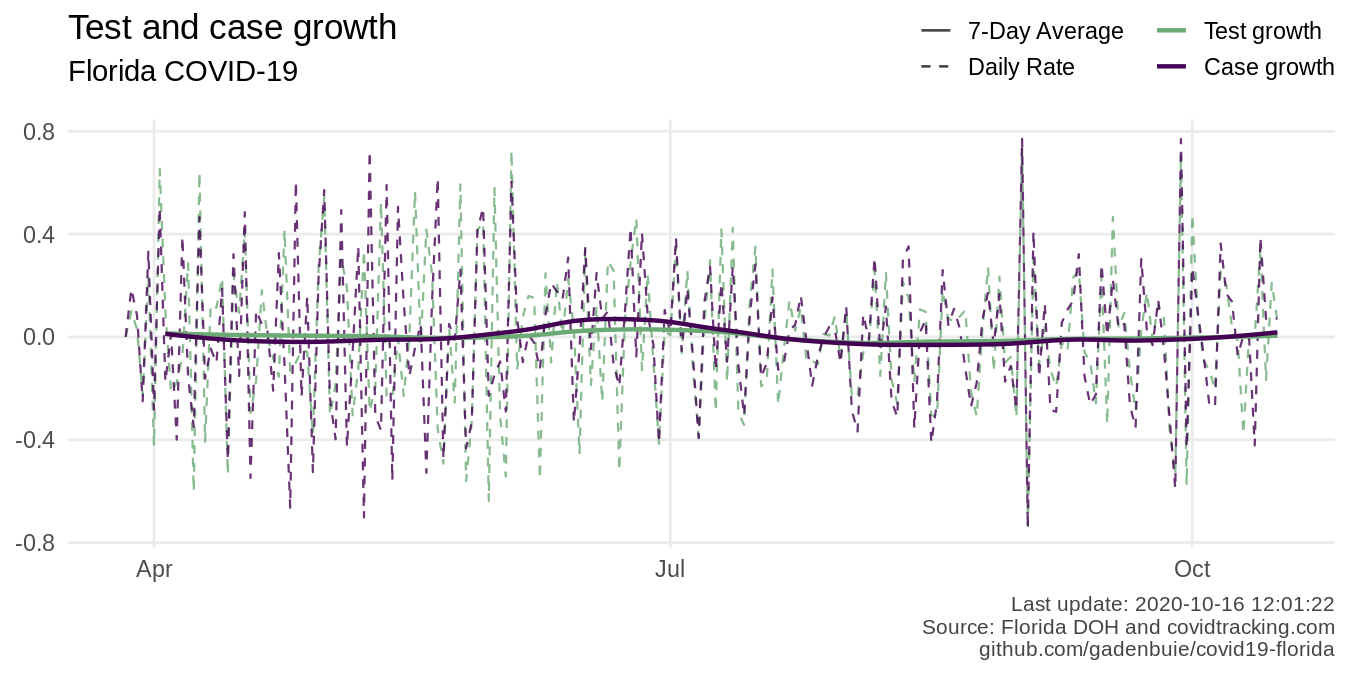 Test and case growth
Florida COVID-19
7-Day Average
Test growth
Daily Rate
Case growth
0.8
0.4
0.0
-0.4
-0.8
Apr
Jul
Oct
Last update: 2020-10-16 12:01:22
Source: Florida DOH and covidtracking.com
github.com/gadenbuie/covid19-florida